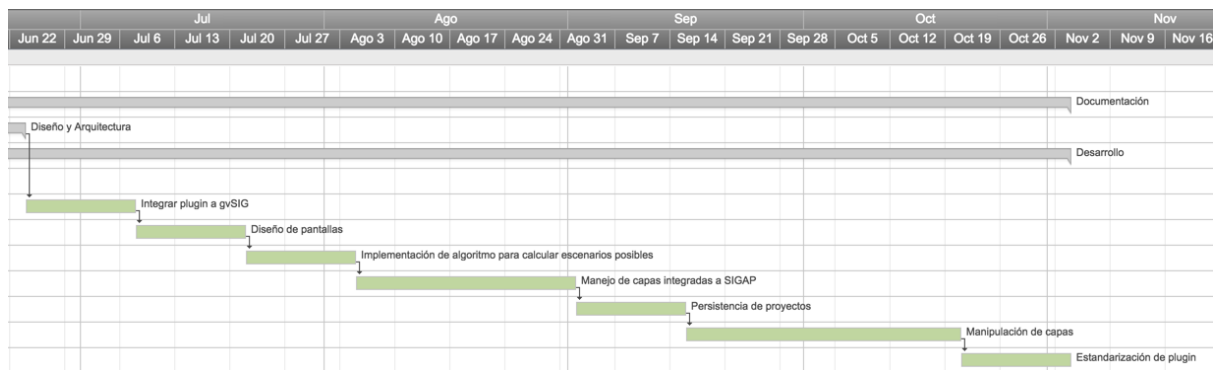 Jul Ago Sep Oct Nov
Jun 22 Jun 29 Jul 6 Jul 13 Jul 20 Jul 27 Ago 3 Ago 10 Ago 17 Ago 24 Ago 31 Sep 7 Sep 14 Sep 21 Sep 28 Oct 5 Oct 12 Oct 19 Oct 26 Nov 2 Nov 9 Nov 16
Documentación
Diseño y Arquitectura
Desarrollo
Integrar plugin a gvSIG
Diseño de pantallas
Implementación de algoritmo para calcular escenarios posibles
Manejo de capas integradas a SIGAP
Persistencia de proyectos
Manipulación de capas
Estandarización de plugin